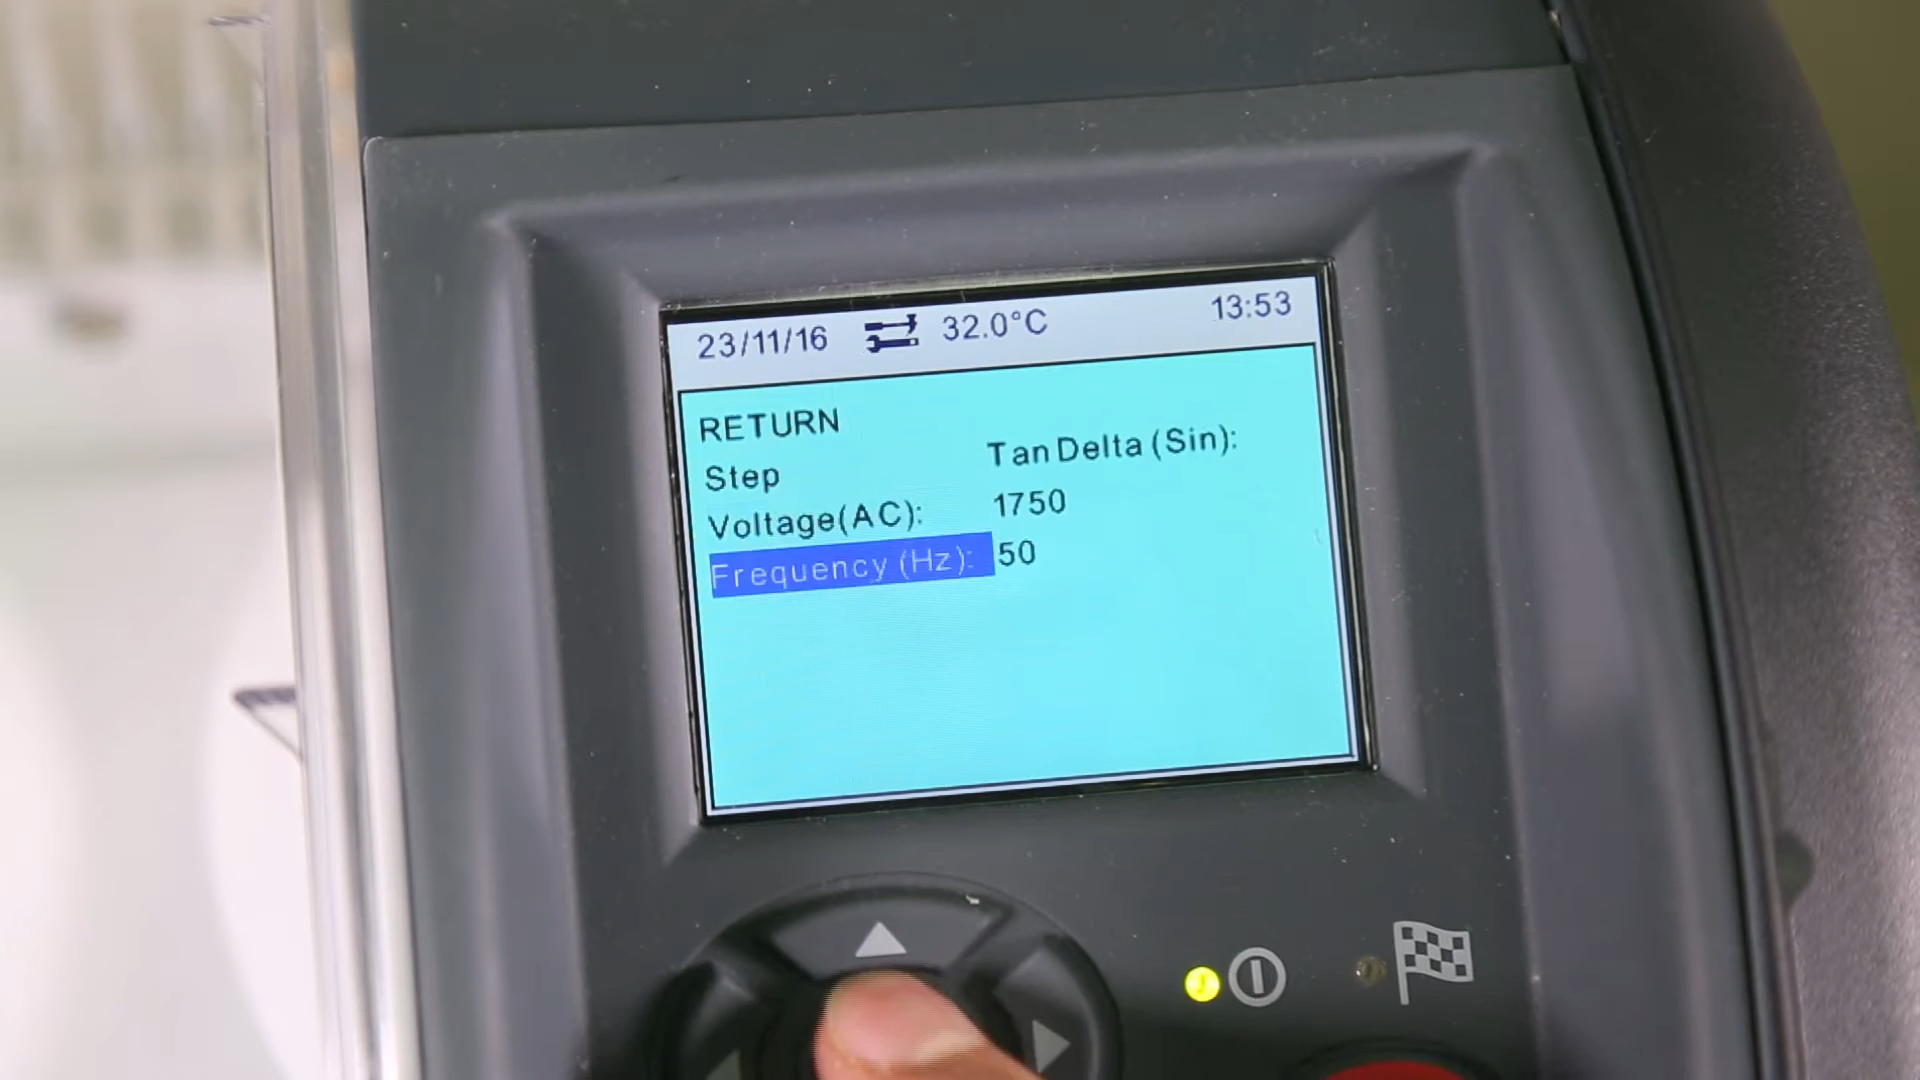 23/11/16 32.0°C 13:53
RETURN
Step Tan Delta (Sin):
Voltage(AC): 1750
Frequency (Hz): 50